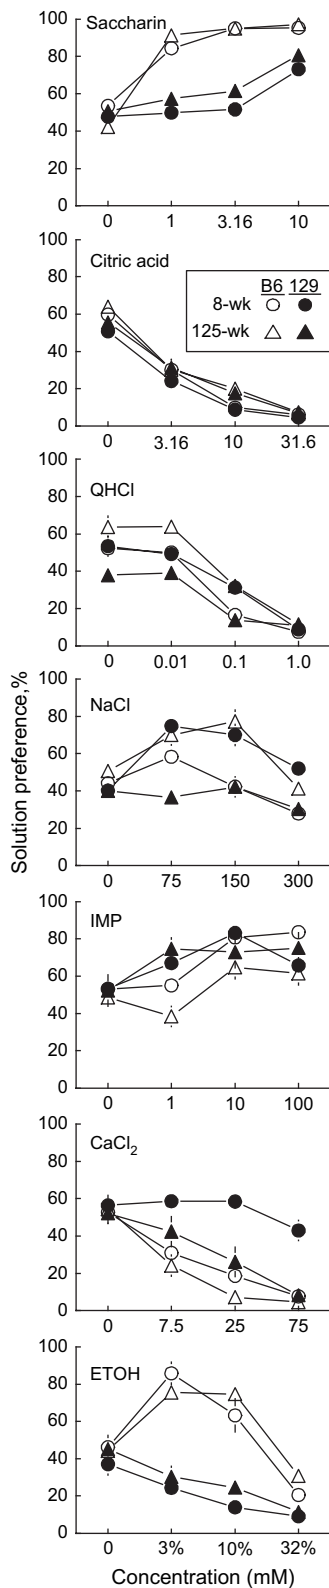 Solution preference,%
100
80
60
40
20
0
Saccharin
0 1 3.16 10
100
80
60
40
20
0
Citric acid
B6 129
8-wk
125-wk
0 3.16 10 31.6
100
80
60
40
20
0
QHCl
0 0.01 0.1 1.0
100
80
60
40
20
0
NaCl
0 75 150 300
100
80
60
40
20
0
IMP
0 1 10 100
100
80
60
40
20
0
CaCl₂
0 7.5 25 75
100
80
60
40
20
0
ETOH
0 3% 10% 32%
Concentration (mM)